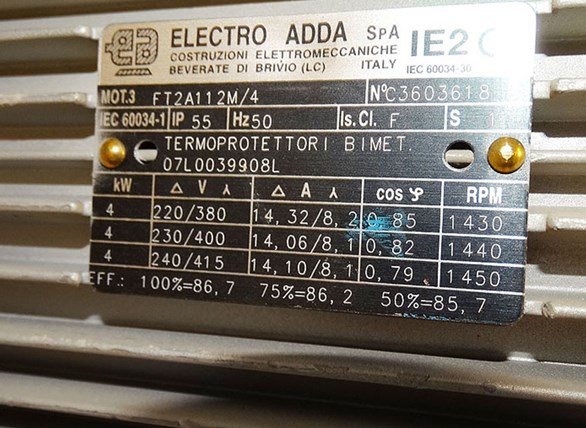 ELECTRO ADDA SpA
COSTRUZIONI ELETTROMECCANICHE
BEVERATE DI BRIVIO (LC) ITALY
IE2
IEC 60034-30
MOT.3 FT2A112M/4 N°C3603618
IEC 60034-1 IP 55 Hz 50 Is.Cl. F S 1
TERMOPROTETTORI BIMET.
07L0039908L
kW Δ V ⅄ Δ A ⅄ cos φ RPM
4 220/380 14, 32/8, 2 0, 85 1430
4 230/400 14, 06/8, 1 0, 82 1440
4 240/415 14, 10/8, 1 0, 79 1450
EFF.: 100%=86, 7 75%=86, 2 50%=85, 7